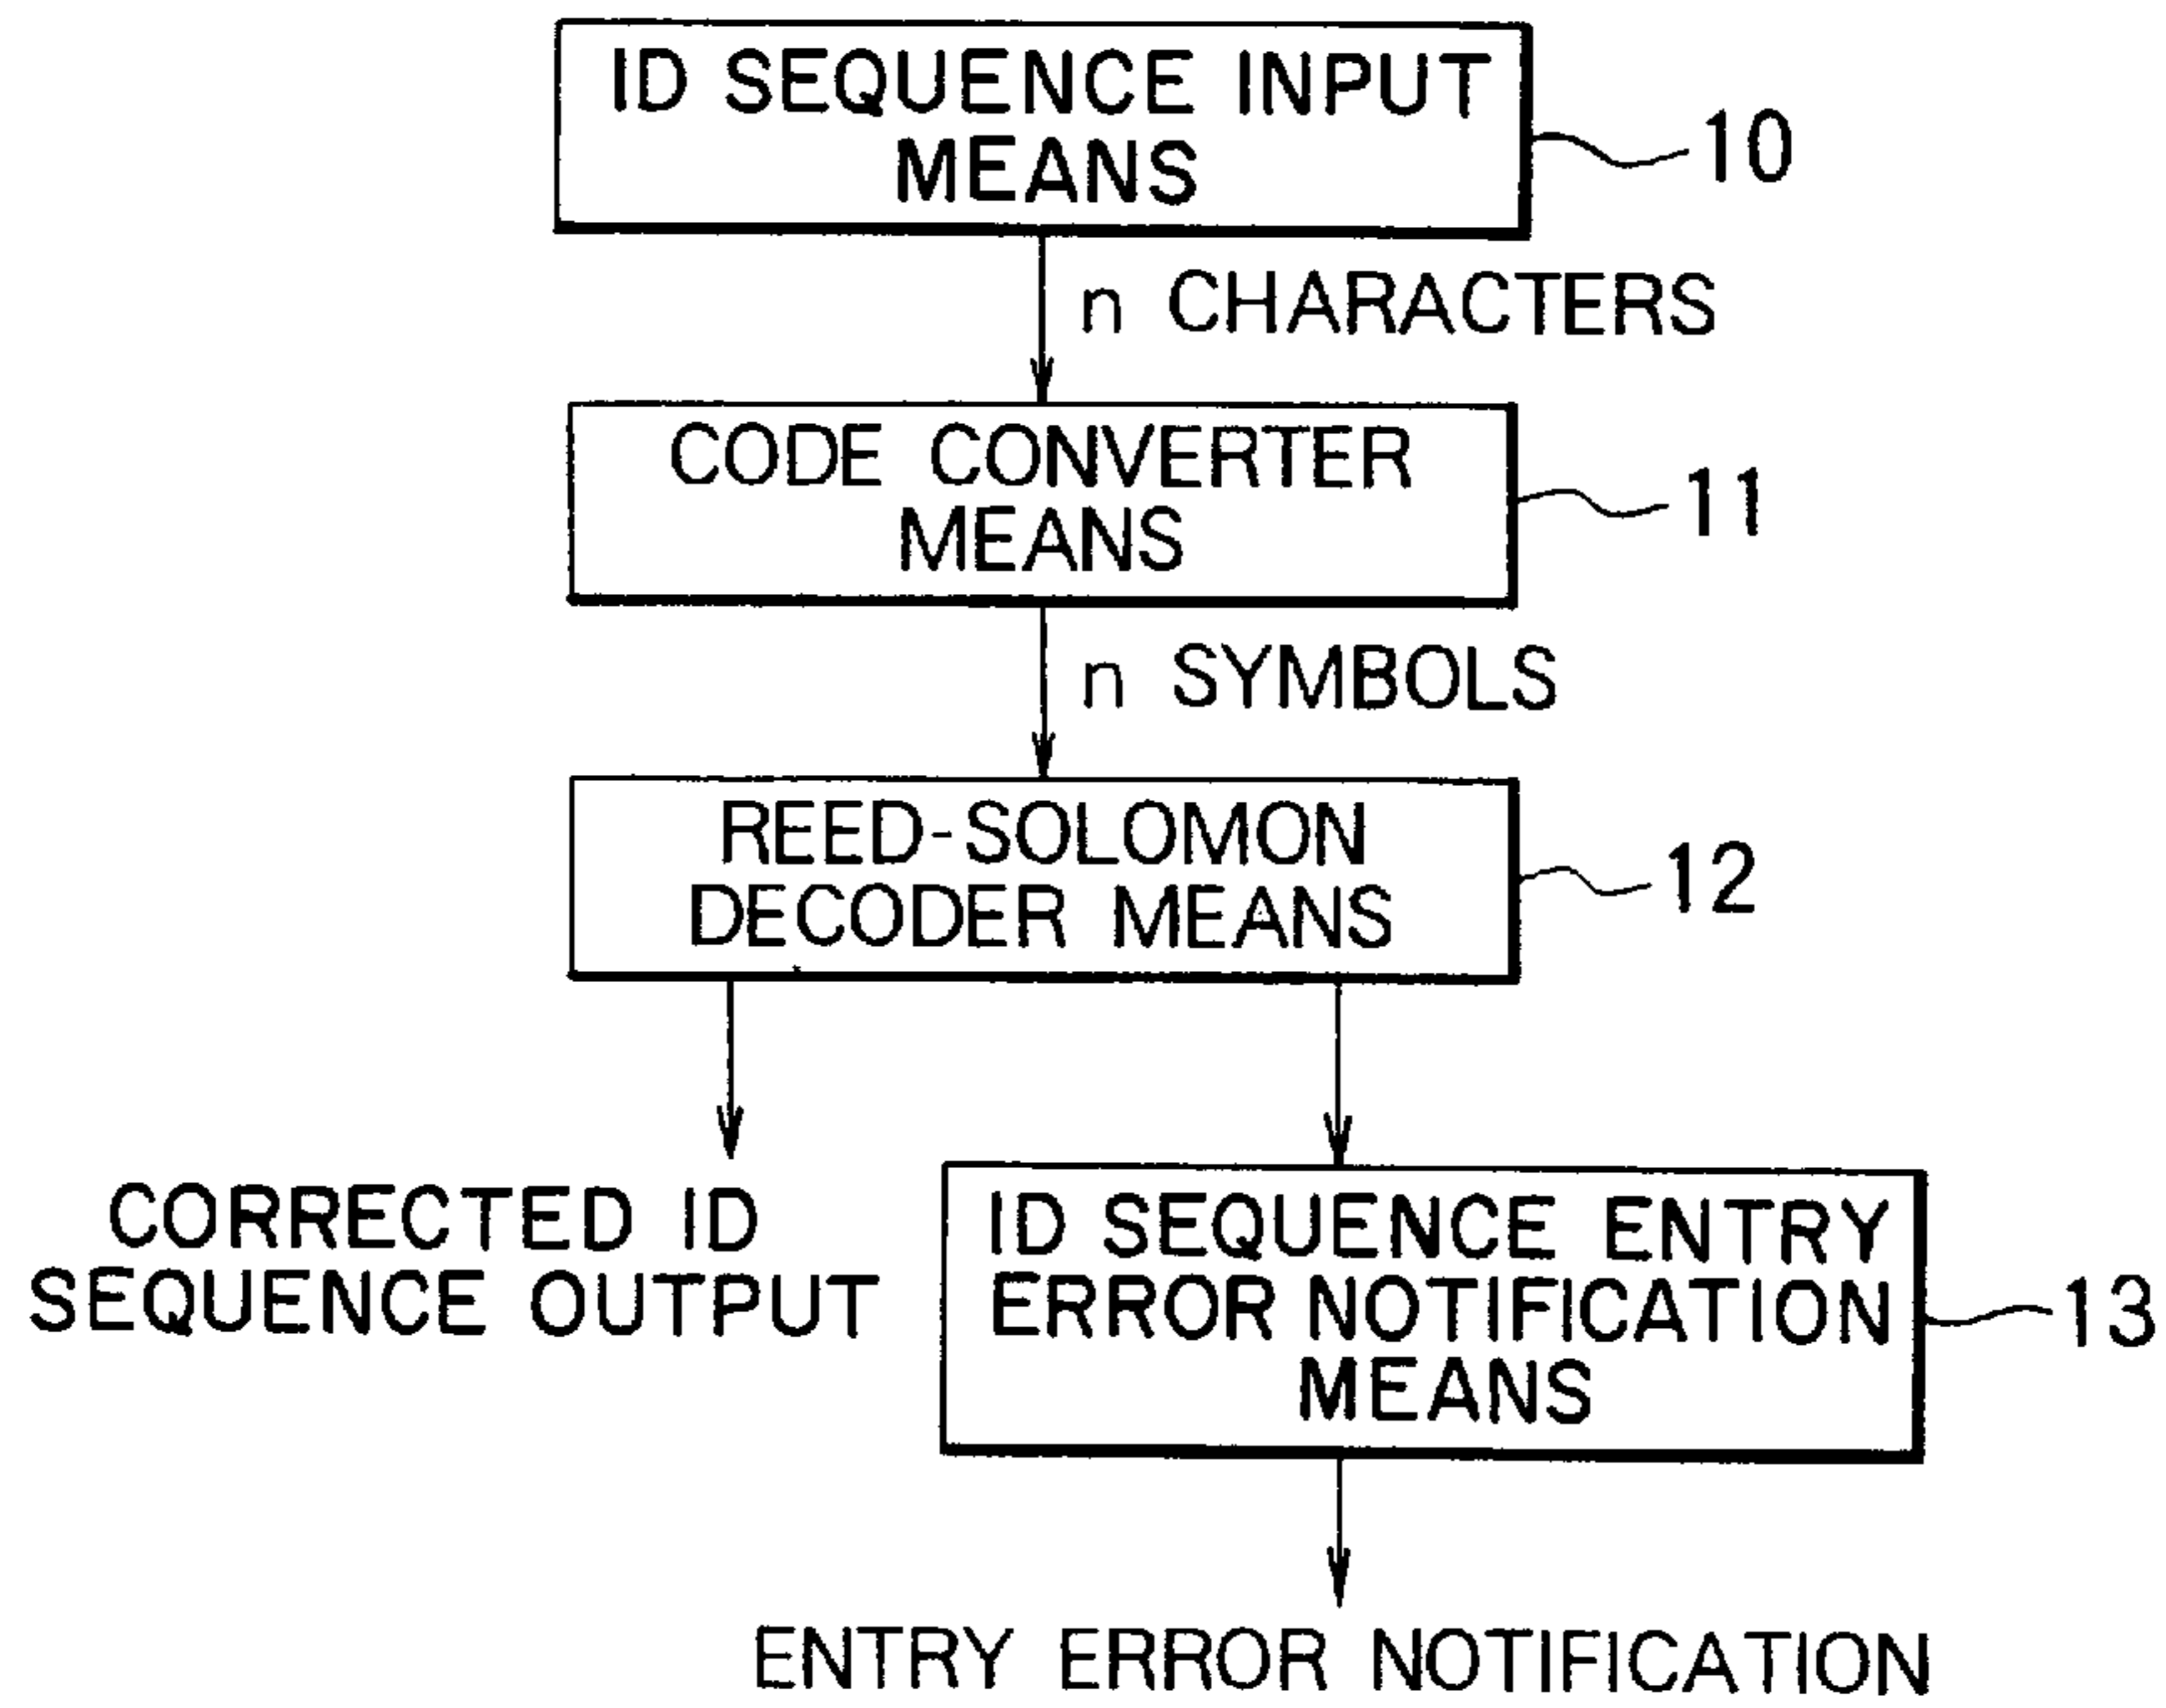 ID SEQUENCE INPUT
MEANS
10
n CHARACTERS
CODE CONVERTER
MEANS
11
n SYMBOLS
REED-SOLOMON
DECODER MEANS
12
CORRECTED ID
SEQUENCE OUTPUT
ID SEQUENCE ENTRY
ERROR NOTIFICATION
MEANS
13
ENTRY ERROR NOTIFICATION